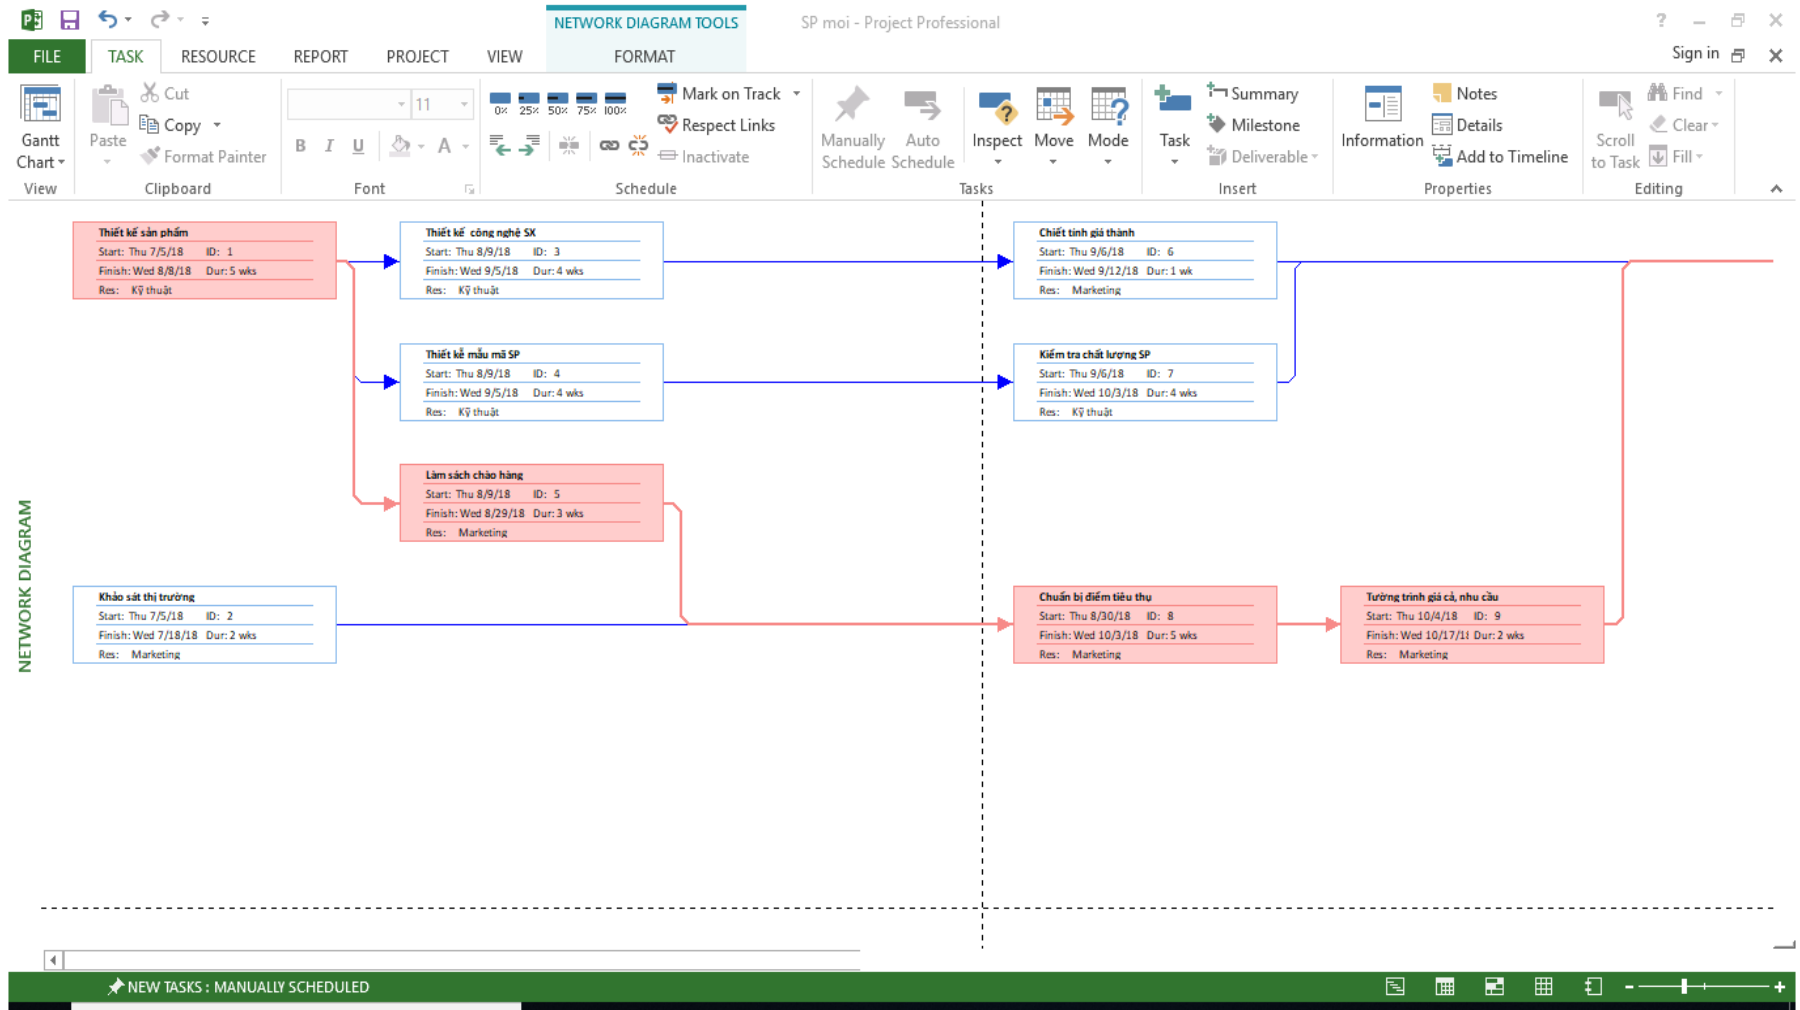 NETWORK DIAGRAM TOOLS
SP moi - Project Professional
?
FILE
TASK
RESOURCE
REPORT
PROJECT
VIEW
FORMAT
Sign in
Gantt
Chart
View
Paste
Cut
Copy
Format Painter
Clipboard
11
B I U A
Font
0% 25% 50% 75% 100%
Mark on Track
Respect Links
Inactivate
Schedule
Manually
Schedule
Auto
Schedule
Inspect
Move
Mode
Tasks
Task
Summary
Milestone
Deliverable
Insert
Information
Notes
Details
Add to Timeline
Properties
Scroll
to Task
Find
Clear
Fill
Editing
NETWORK DIAGRAM
Thiết kế sản phẩm
Start: Thu 7/5/18 ID: 1
Finish: Wed 8/8/18 Dur: 5 wks
Res: Kỹ thuật
Thiết kế công nghệ SX
Start: Thu 8/9/18 ID: 3
Finish: Wed 9/5/18 Dur: 4 wks
Res: Kỹ thuật
Chiết tính giá thành
Start: Thu 9/6/18 ID: 6
Finish: Wed 9/12/18 Dur: 1 wk
Res: Marketing
Thiết kế mẫu mã SP
Start: Thu 8/9/18 ID: 4
Finish: Wed 9/5/18 Dur: 4 wks
Res: Kỹ thuật
Kiểm tra chất lượng SP
Start: Thu 9/6/18 ID: 7
Finish: Wed 10/3/18 Dur: 4 wks
Res: Kỹ thuật
Làm sách chào hàng
Start: Thu 8/9/18 ID: 5
Finish: Wed 8/29/18 Dur: 3 wks
Res: Marketing
Khảo sát thị trường
Start: Thu 7/5/18 ID: 2
Finish: Wed 7/18/18 Dur: 2 wks
Res: Marketing
Chuẩn bị điểm tiêu thụ
Start: Thu 8/30/18 ID: 8
Finish: Wed 10/3/18 Dur: 5 wks
Res: Marketing
Tường trình giá cả, nhu cầu
Start: Thu 10/4/18 ID: 9
Finish: Wed 10/17/18 Dur: 2 wks
Res: Marketing
NEW TASKS : MANUALLY SCHEDULED